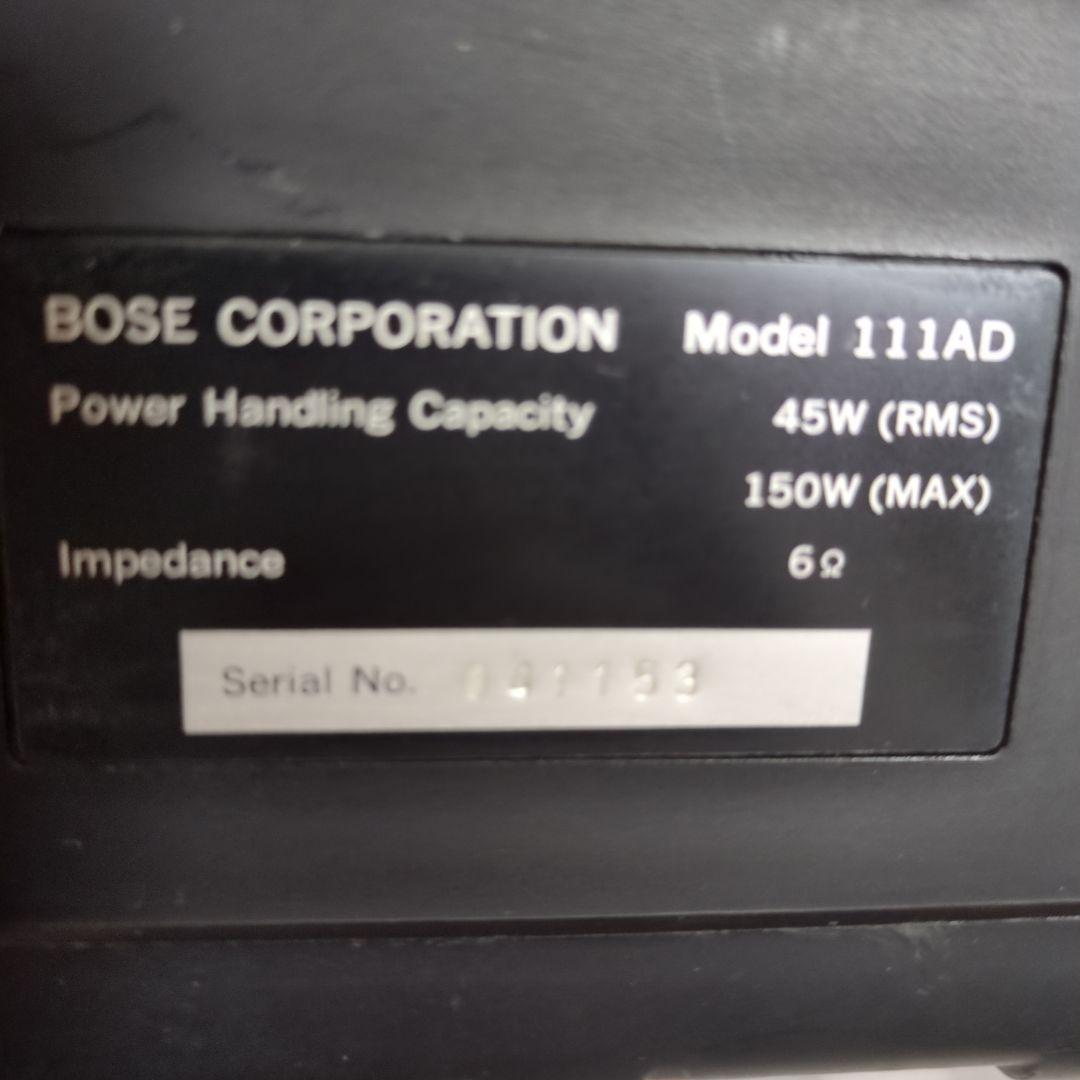 BOSE CORPORATION Model 111AD
Power Handling Capacity 45W (RMS)
150W (MAX)
Impedance 6Ω
Serial No.